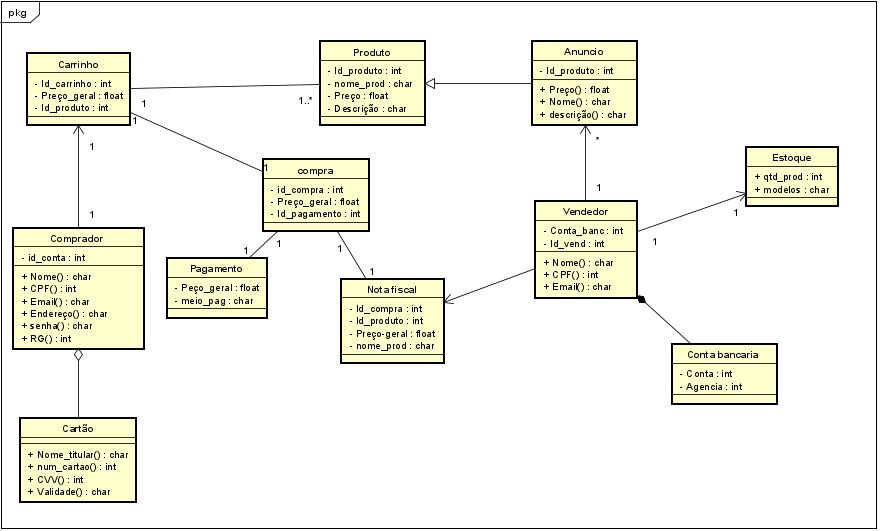 pkg
Carrinho
- Id_carrinho : int
- Preço_geral : float
- Id_produto : int
Produto
- Id_produto : int
- nome_prod : char
- Preço : float
- Descrição : char
Anuncio
- Id_produto : int
+ Preço() : float
+ Nome() : char
+ descrição() : char
1
1..*
1
1
1
*
compra
- id_compra : int
- Preço_geral : float
- Id_pagamento : int
Estoque
+ qtd_prod : int
+ modelos : char
1
1
1
Vendedor
- Conta_banc : int
- Id_vend : int
+ Nome() : char
+ CPF() : int
+ Email() : char
Comprador
- id_conta : int
+ Nome() : char
+ CPF() : int
+ Email() : char
+ Endereço() : char
+ senha() : char
+ RG() : int
1
1
1
1
1
Pagamento
- Peço_geral : float
- meio_pag : char
Nota fiscal
- Id_compra : int
- Id_produto : int
- Preço-geral : float
- nome_prod : char
Conta bancaria
- Conta : int
- Agencia : int
Cartão
+ Nome_titular() : char
+ num_cartao() : int
+ CVV() : int
+ Validade() : char